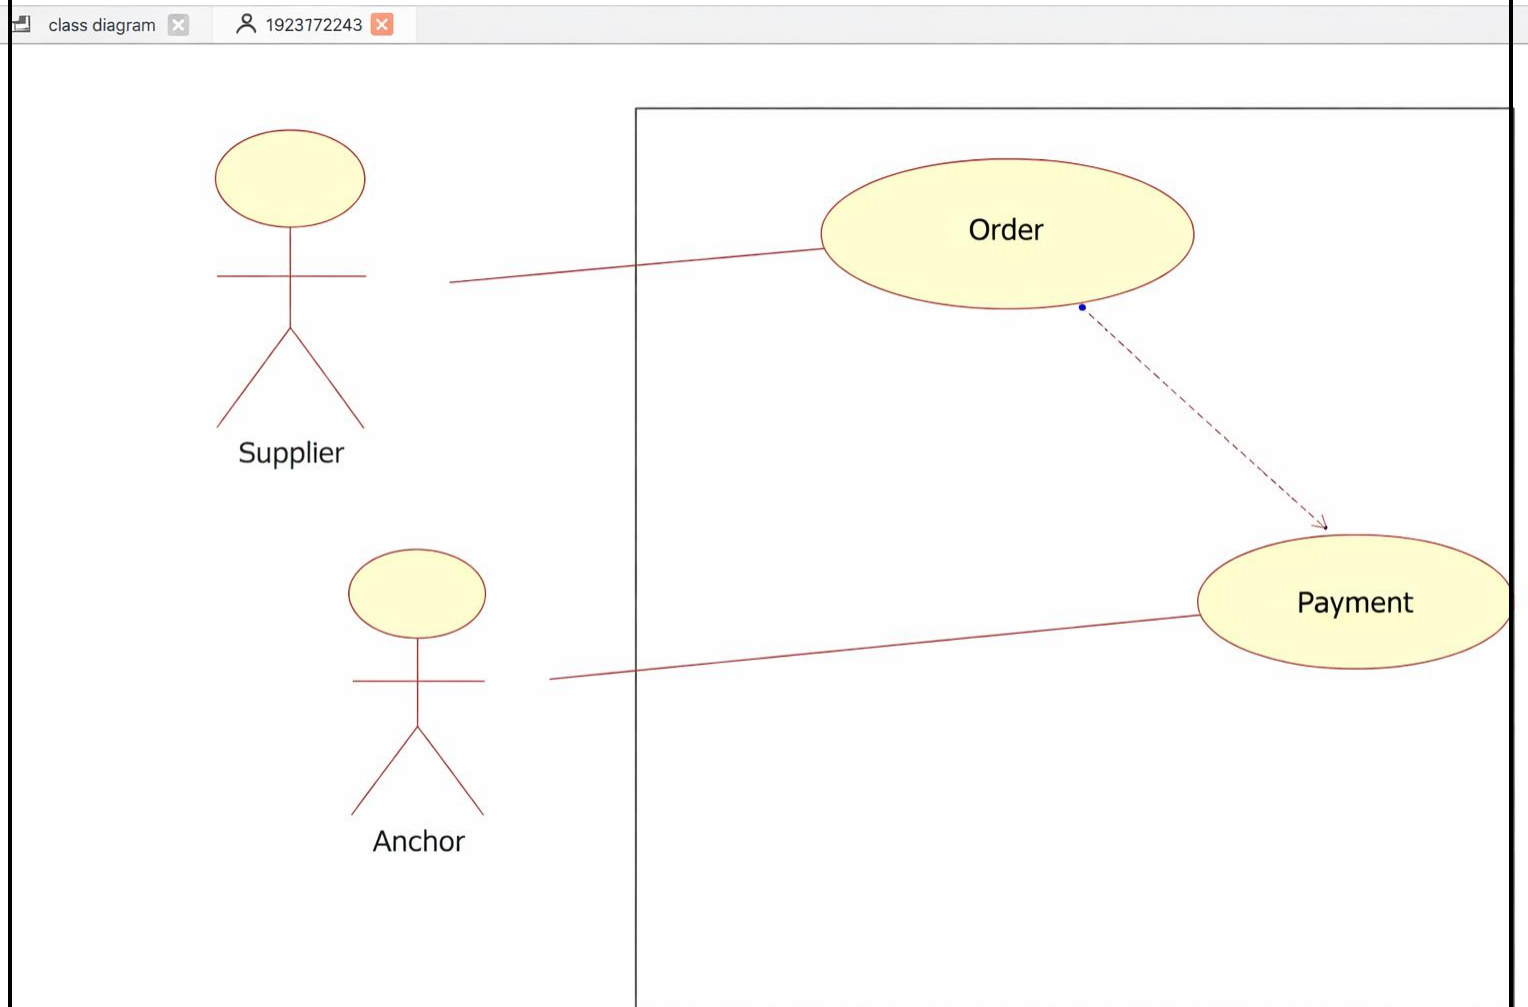 class diagram
1923172243
Order
Supplier
Payment
Anchor